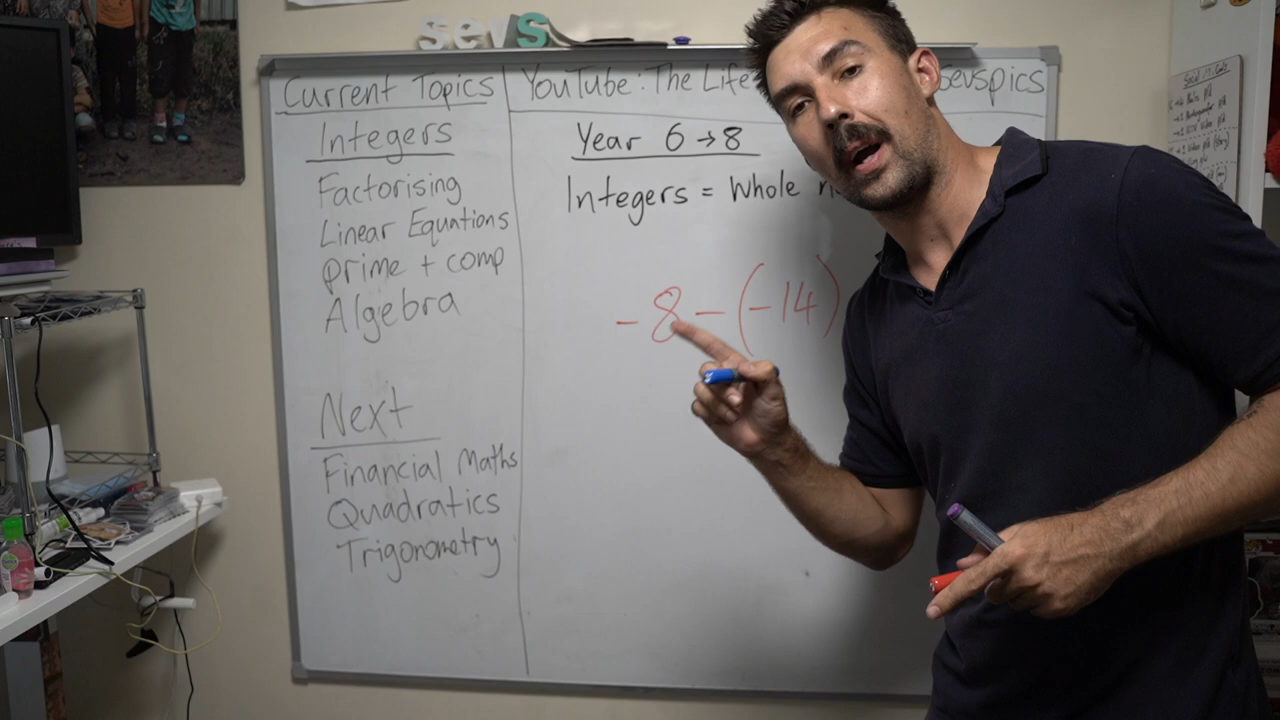 sevs
Current Topics
Integers
Factorising
Linear Equations
prime + comp
Algebra
Next
Financial Maths
Quadratics
Trigonometry
YouTube: The Life Sevspics
Year 6 → 8
Integers = Whole
-8-(-14)